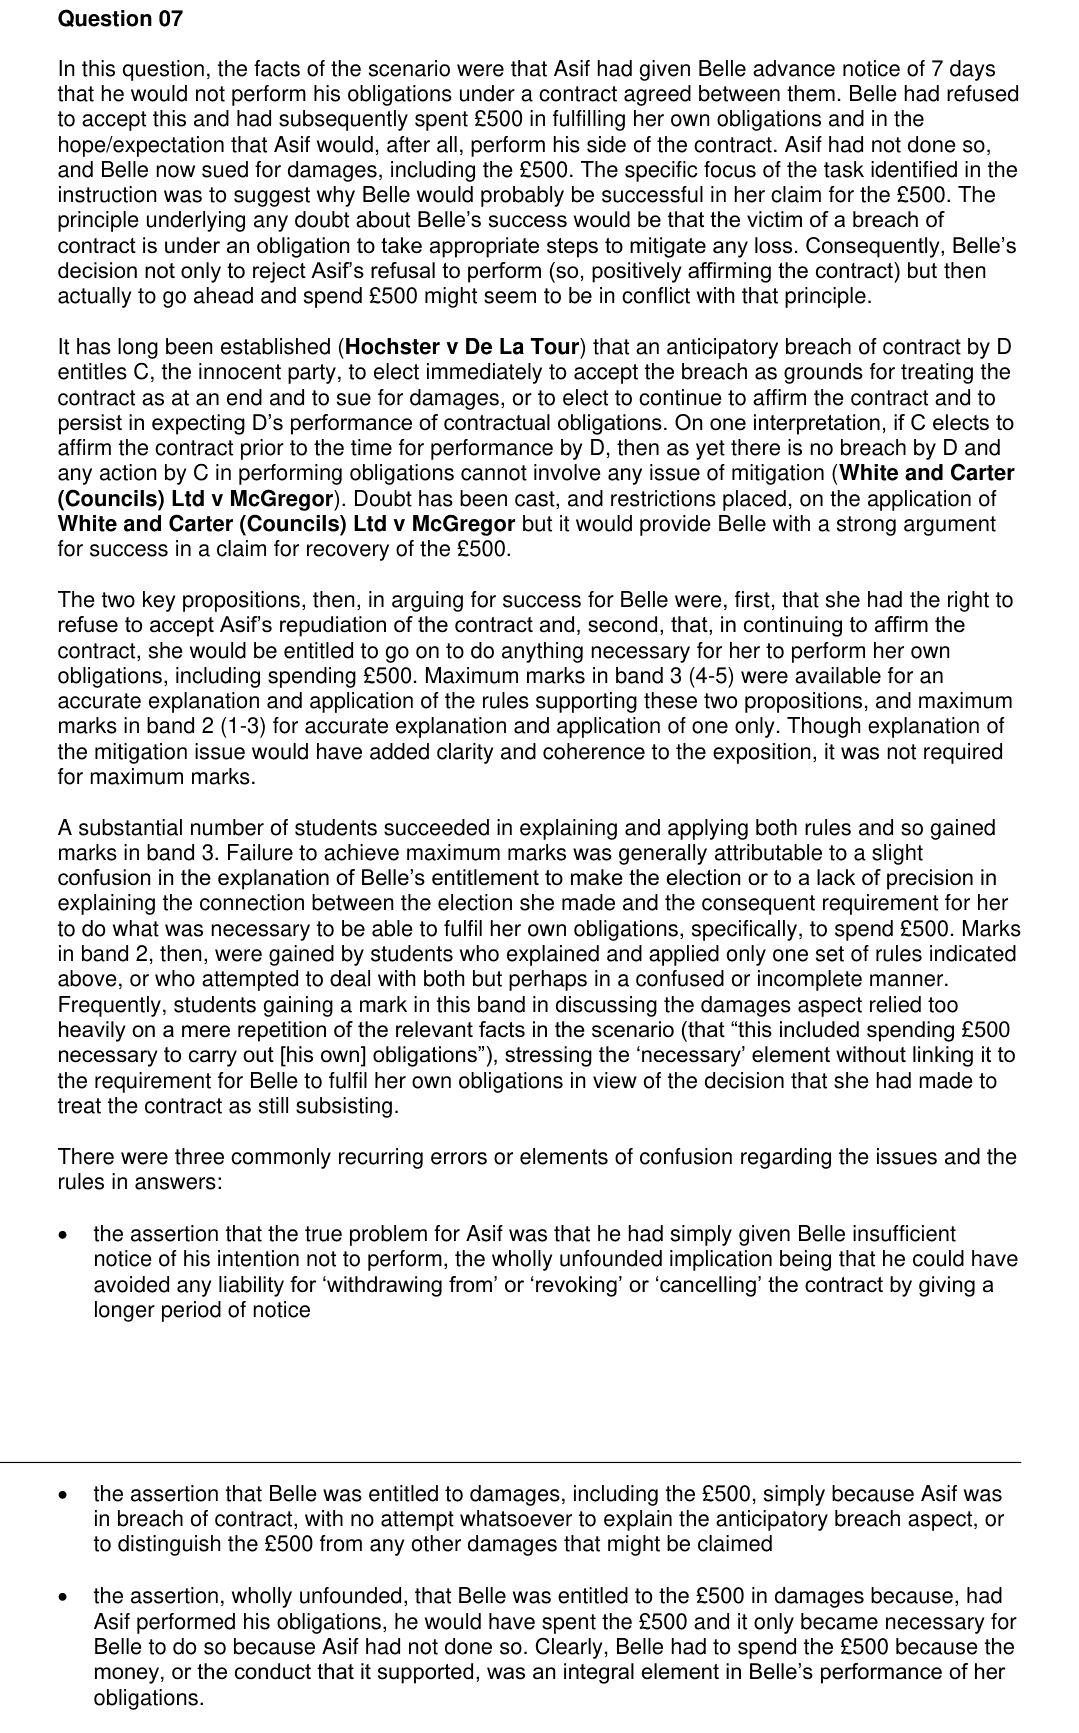 Question 07
In this question, the facts of the scenario were that Asif had given Belle advance notice of 7 days
that he would not perform his obligations under a contract agreed between them. Belle had refused
to accept this and had subsequently spent £500 in fulfilling her own obligations and in the
hope/expectation that Asif would, after all, perform his side of the contract. Asif had not done so,
and Belle now sued for damages, including the £500. The specific focus of the task identified in the
instruction was to suggest why Belle would probably be successful in her claim for the £500. The
principle underlying any doubt about Belle’s success would be that the victim of a breach of
contract is under an obligation to take appropriate steps to mitigate any loss. Consequently, Belle’s
decision not only to reject Asif’s refusal to perform (so, positively affirming the contract) but then
actually to go ahead and spend £500 might seem to be in conflict with that principle.
It has long been established (Hochster v De La Tour) that an anticipatory breach of contract by D
entitles C, the innocent party, to elect immediately to accept the breach as grounds for treating the
contract as at an end and to sue for damages, or to elect to continue to affirm the contract and to
persist in expecting D’s performance of contractual obligations. On one interpretation, if C elects to
affirm the contract prior to the time for performance by D, then as yet there is no breach by D and
any action by C in performing obligations cannot involve any issue of mitigation (White and Carter
(Councils) Ltd v McGregor). Doubt has been cast, and restrictions placed, on the application of
White and Carter (Councils) Ltd v McGregor but it would provide Belle with a strong argument
for success in a claim for recovery of the £500.
The two key propositions, then, in arguing for success for Belle were, first, that she had the right to
refuse to accept Asif’s repudiation of the contract and, second, that, in continuing to affirm the
contract, she would be entitled to go on to do anything necessary for her to perform her own
obligations, including spending £500. Maximum marks in band 3 (4-5) were available for an
accurate explanation and application of the rules supporting these two propositions, and maximum
marks in band 2 (1-3) for accurate explanation and application of one only. Though explanation of
the mitigation issue would have added clarity and coherence to the exposition, it was not required
for maximum marks.
A substantial number of students succeeded in explaining and applying both rules and so gained
marks in band 3. Failure to achieve maximum marks was generally attributable to a slight
confusion in the explanation of Belle’s entitlement to make the election or to a lack of precision in
explaining the connection between the election she made and the consequent requirement for her
to do what was necessary to be able to fulfil her own obligations, specifically, to spend £500. Marks
in band 2, then, were gained by students who explained and applied only one set of rules indicated
above, or who attempted to deal with both but perhaps in a confused or incomplete manner.
Frequently, students gaining a mark in this band in discussing the damages aspect relied too
heavily on a mere repetition of the relevant facts in the scenario (that “this included spending £500
necessary to carry out [his own] obligations”), stressing the ‘necessary’ element without linking it to
the requirement for Belle to fulfil her own obligations in view of the decision that she had made to
treat the contract as still subsisting.
There were three commonly recurring errors or elements of confusion regarding the issues and the
rules in answers:
• the assertion that the true problem for Asif was that he had simply given Belle insufficient
notice of his intention not to perform, the wholly unfounded implication being that he could have
avoided any liability for ‘withdrawing from’ or ‘revoking’ or ‘cancelling’ the contract by giving a
longer period of notice
• the assertion that Belle was entitled to damages, including the £500, simply because Asif was
in breach of contract, with no attempt whatsoever to explain the anticipatory breach aspect, or
to distinguish the £500 from any other damages that might be claimed
• the assertion, wholly unfounded, that Belle was entitled to the £500 in damages because, had
Asif performed his obligations, he would have spent the £500 and it only became necessary for
Belle to do so because Asif had not done so. Clearly, Belle had to spend the £500 because the
money, or the conduct that it supported, was an integral element in Belle’s performance of her
obligations.